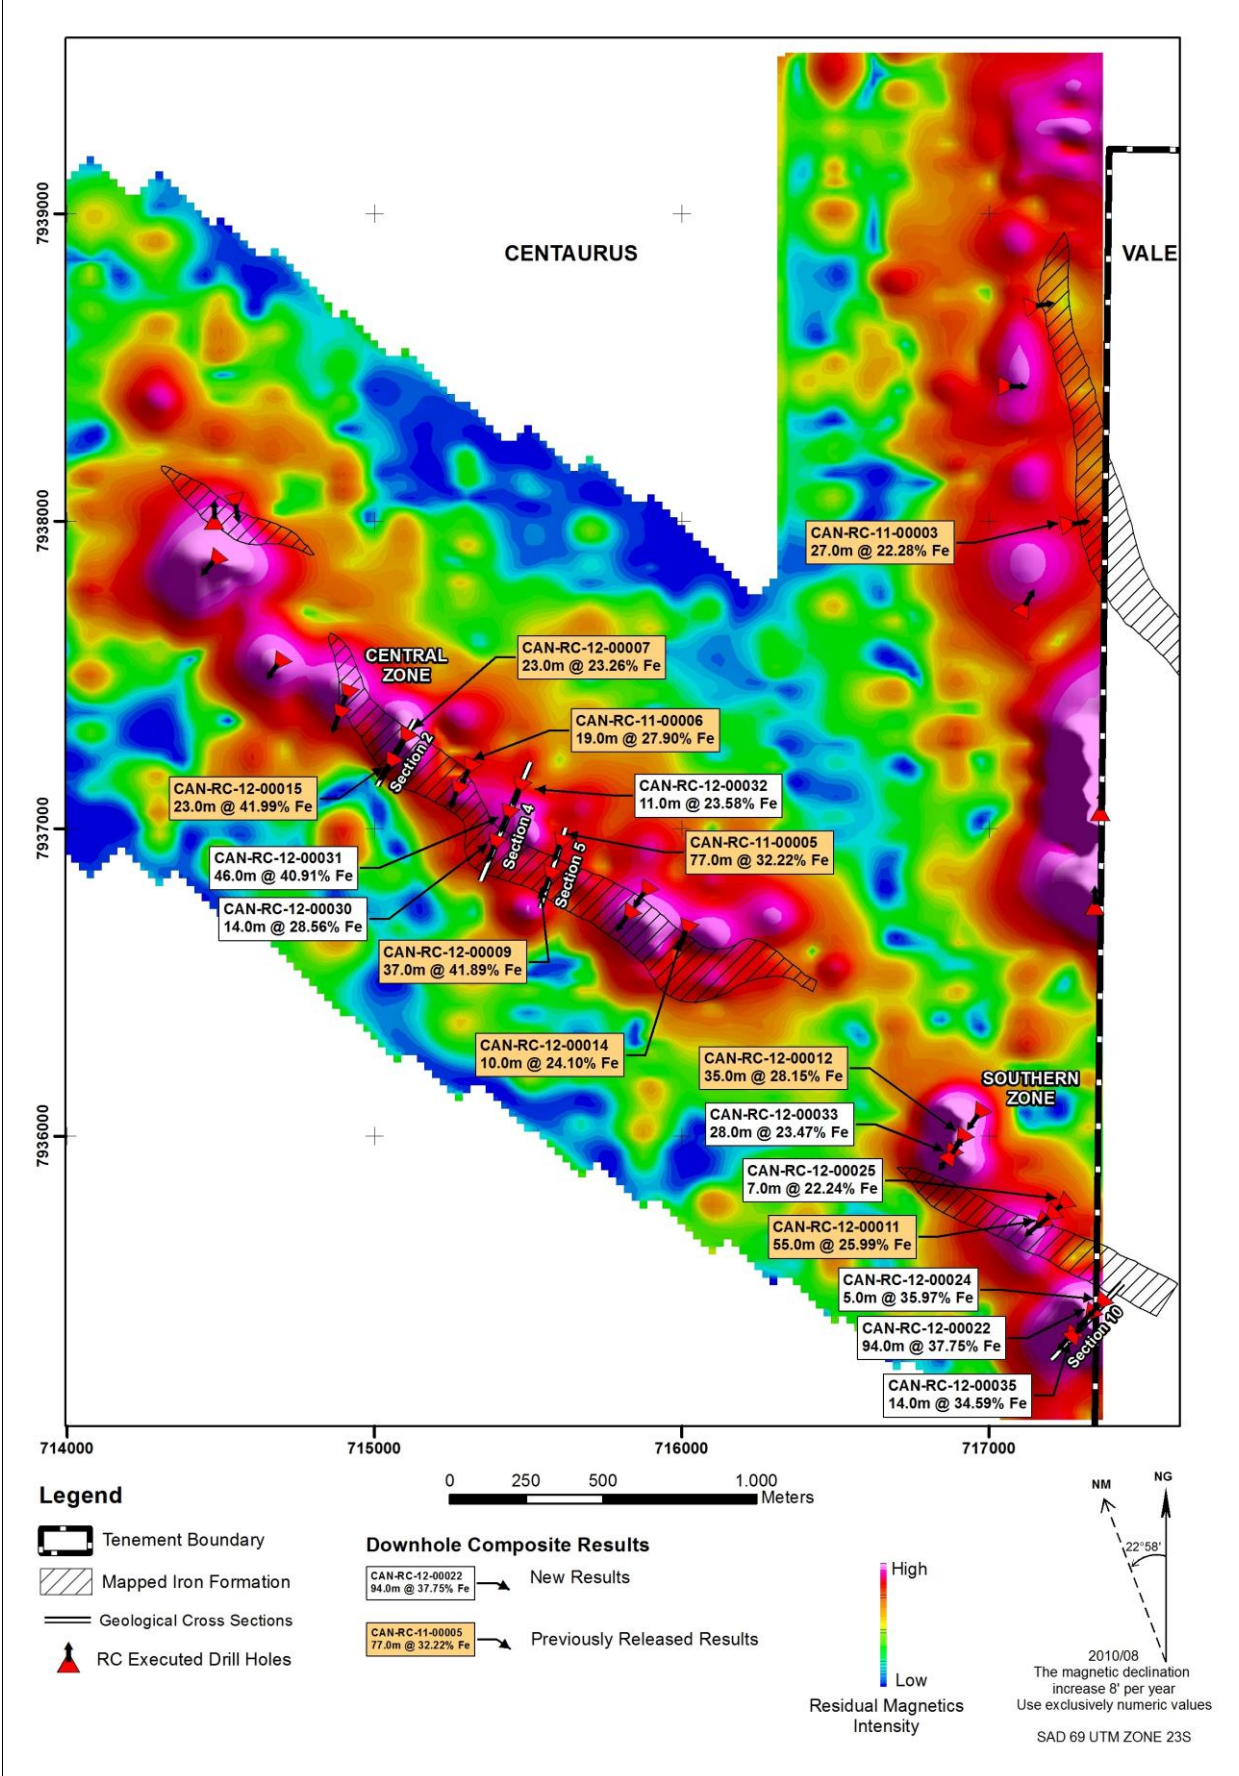 CENTAURUS
VALE
7939000
7938000
7937000
7936000
CAN-RC-11-00003
27.0m @ 22.28% Fe
CENTRAL
ZONE
CAN-RC-12-00007
23.0m @ 23.26% Fe
CAN-RC-11-00006
19.0m @ 27.90% Fe
Section 2
CAN-RC-12-00015
23.0m @ 41.99% Fe
CAN-RC-12-00032
11.0m @ 23.58% Fe
Section 4
CAN-RC-11-00005
77.0m @ 32.22% Fe
CAN-RC-12-00031
46.0m @ 40.91% Fe
Section 5
CAN-RC-12-00030
14.0m @ 28.56% Fe
CAN-RC-12-00009
37.0m @ 41.89% Fe
CAN-RC-12-00014
10.0m @ 24.10% Fe
CAN-RC-12-00012
35.0m @ 28.15% Fe
SOUTHERN
ZONE
CAN-RC-12-00033
28.0m @ 23.47% Fe
CAN-RC-12-00025
7.0m @ 22.24% Fe
CAN-RC-12-00011
55.0m @ 25.99% Fe
CAN-RC-12-00024
5.0m @ 35.97% Fe
CAN-RC-12-00022
94.0m @ 37.75% Fe
Section 10
CAN-RC-12-00035
14.0m @ 34.59% Fe
714000
715000
716000
717000
Legend
Tenement Boundary
Mapped Iron Formation
Geological Cross Sections
RC Executed Drill Holes
0 250 500 1.000
Meters
Downhole Composite Results
CAN-RC-12-00022
94.0m @ 37.75% Fe
New Results
CAN-RC-11-00005
77.0m @ 32.22% Fe
Previously Released Results
High
Low
Residual Magnetics
Intensity
NM
NG
22°58'
2010/08
The magnetic declination
increase 8' per year
Use exclusively numeric values
SAD 69 UTM ZONE 23S